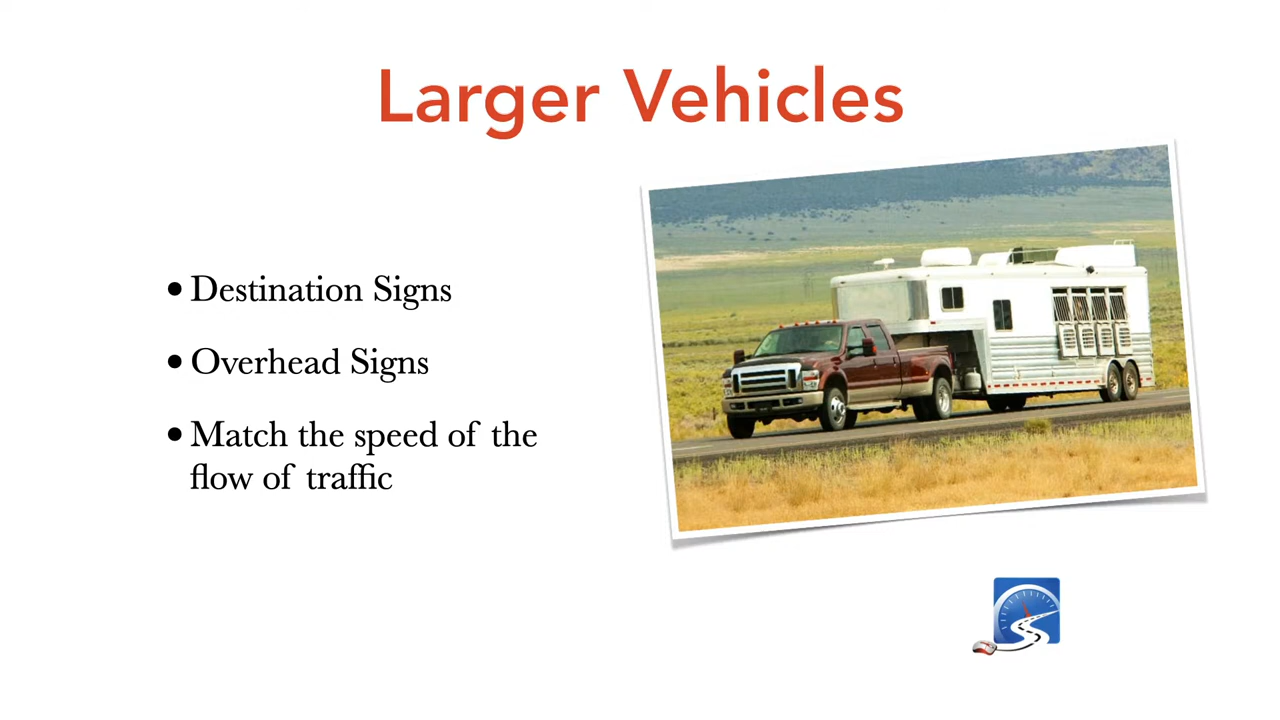 Larger Vehicles
• Destination Signs
• Overhead Signs
• Match the speed of the
flow of traffic